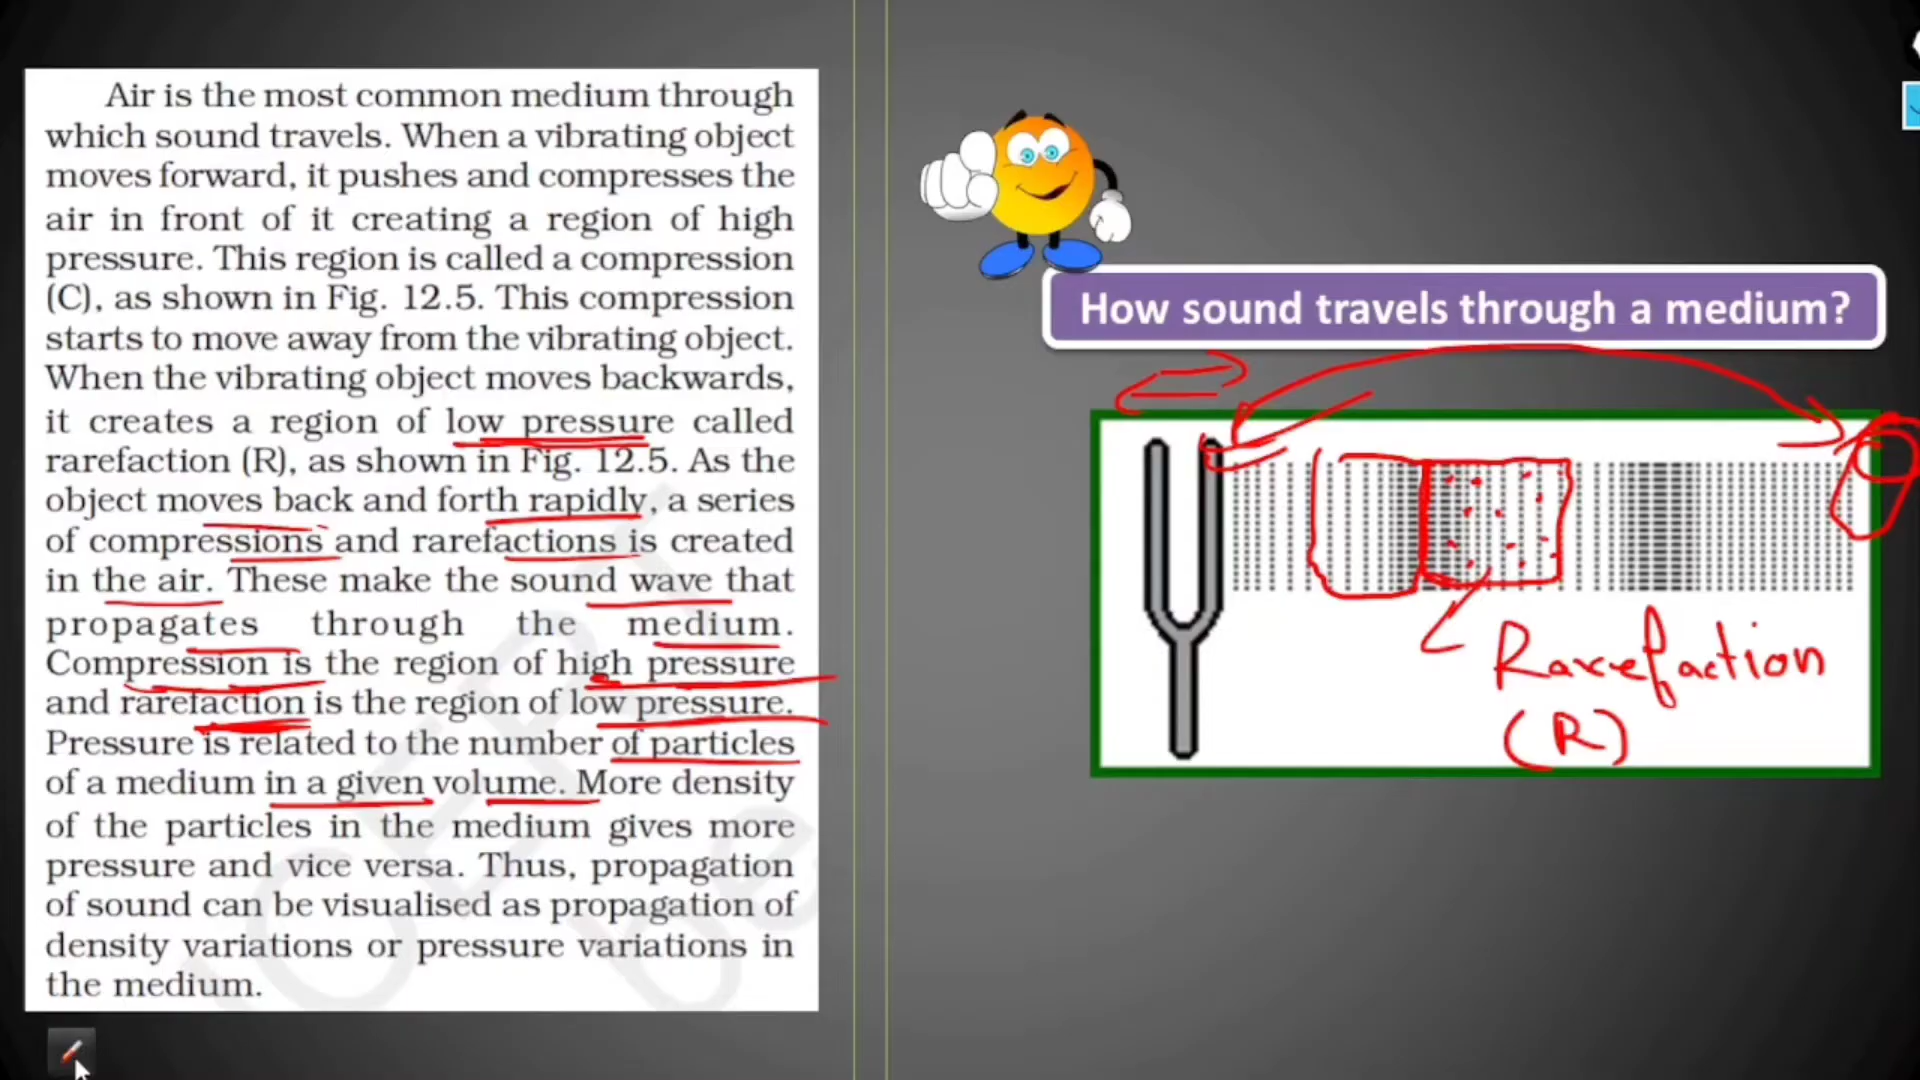 Air is the most common medium through
which sound travels. When a vibrating object
moves forward, it pushes and compresses the
air in front of it creating a region of high
pressure. This region is called a compression
(C), as shown in Fig. 12.5. This compression
starts to move away from the vibrating object.
When the vibrating object moves backwards,
it creates a region of low pressure called
rarefaction (R), as shown in Fig. 12.5. As the
object moves back and forth rapidly, a series
of compressions and rarefactions is created
in the air. These make the sound wave that
propagates through the medium.
Compression is the region of high pressure
and rarefaction is the region of low pressure.
Pressure is related to the number of particles
of a medium in a given volume. More density
of the particles in the medium gives more
pressure and vice versa. Thus, propagation
of sound can be visualised as propagation of
density variations or pressure variations in
the medium.
How sound travels through a medium?
Rarefaction
(R)